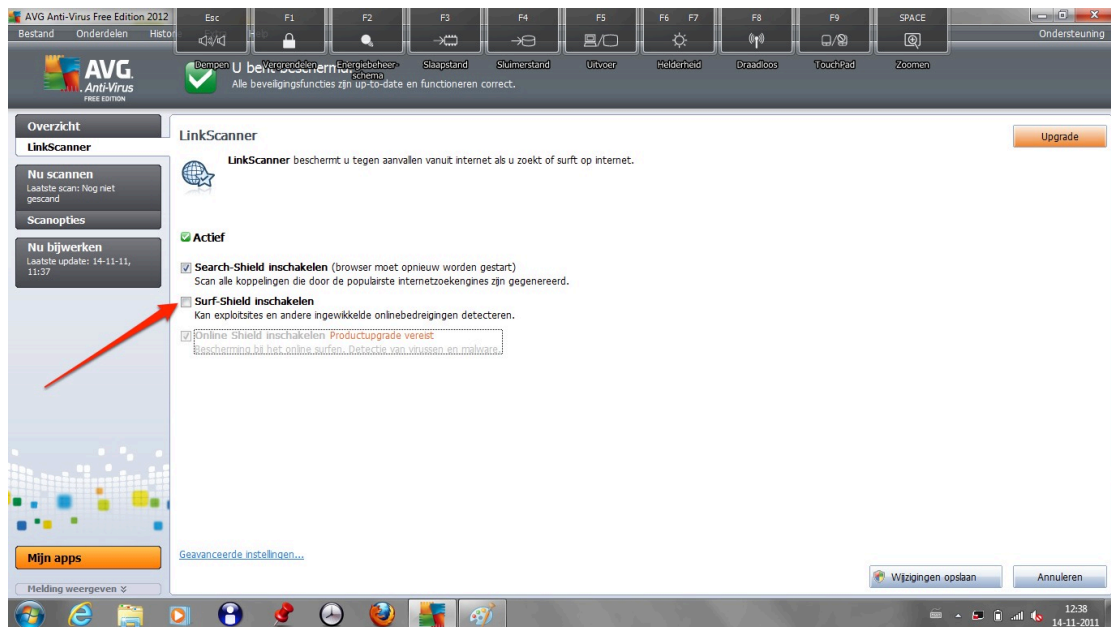 AVG Anti-Virus Free Edition 2012
Bestand Onderdelen Ondersteuning
Esc F1 F2 F3 F4 F5 F6 F7 F8 F9 SPACE
Dempen Vergrendelen Energiebeheer-schema Slaapstand Sluimerstand Uitvoer Helderheid Draadloos TouchPad Zoomen
AVG
Anti-Virus
FREE EDITION
Alle beveiligingsfuncties zijn up-to-date en functioneren correct.
Overzicht
LinkScanner
Nu scannen
Laatste scan: Nog niet
gescand
Scanopties
Nu bijwerken
Laatste update: 14-11-11,
11:37
LinkScanner
Upgrade
LinkScanner beschermt u tegen aanvallen vanuit internet als u zoekt of surft op internet.
Actief
Search-Shield inschakelen (browser moet opnieuw worden gestart)
Scan alle koppelingen die door de populairste internetzoekengines zijn gegenereerd.
Surf-Shield inschakelen
Kan exploitsites en andere ingewikkelde onlinebedreigingen detecteren.
Online Shield inschakelen Productupgrade vereist
Bescherming bij het online surfen. Detectie van virussen en malware.
Mijn apps
Geavanceerde instellingen...
Melding weergeven
Wijzigingen opslaan Annuleren
12:38
14-11-2011